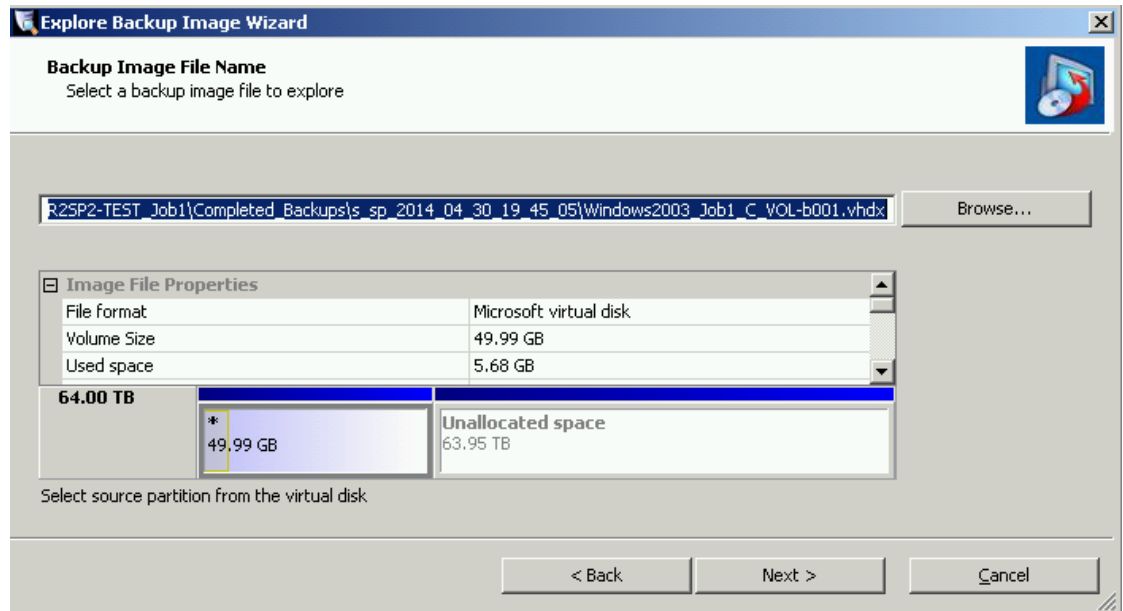 Explore Backup Image Wizard
Backup Image File Name
Select a backup image file to explore
R2SP2-TEST_Job1\Completed_Backups\s_sp_2014_04_30_19_45_05\Windows2003_Job1_C_VOL-b001.vhdx
Browse...
Image File Properties
File format Microsoft virtual disk
Volume Size 49.99 GB
Used space 5.68 GB
64.00 TB
* Unallocated space
49.99 GB 63.95 TB
Select source partition from the virtual disk
< Back Next > Cancel